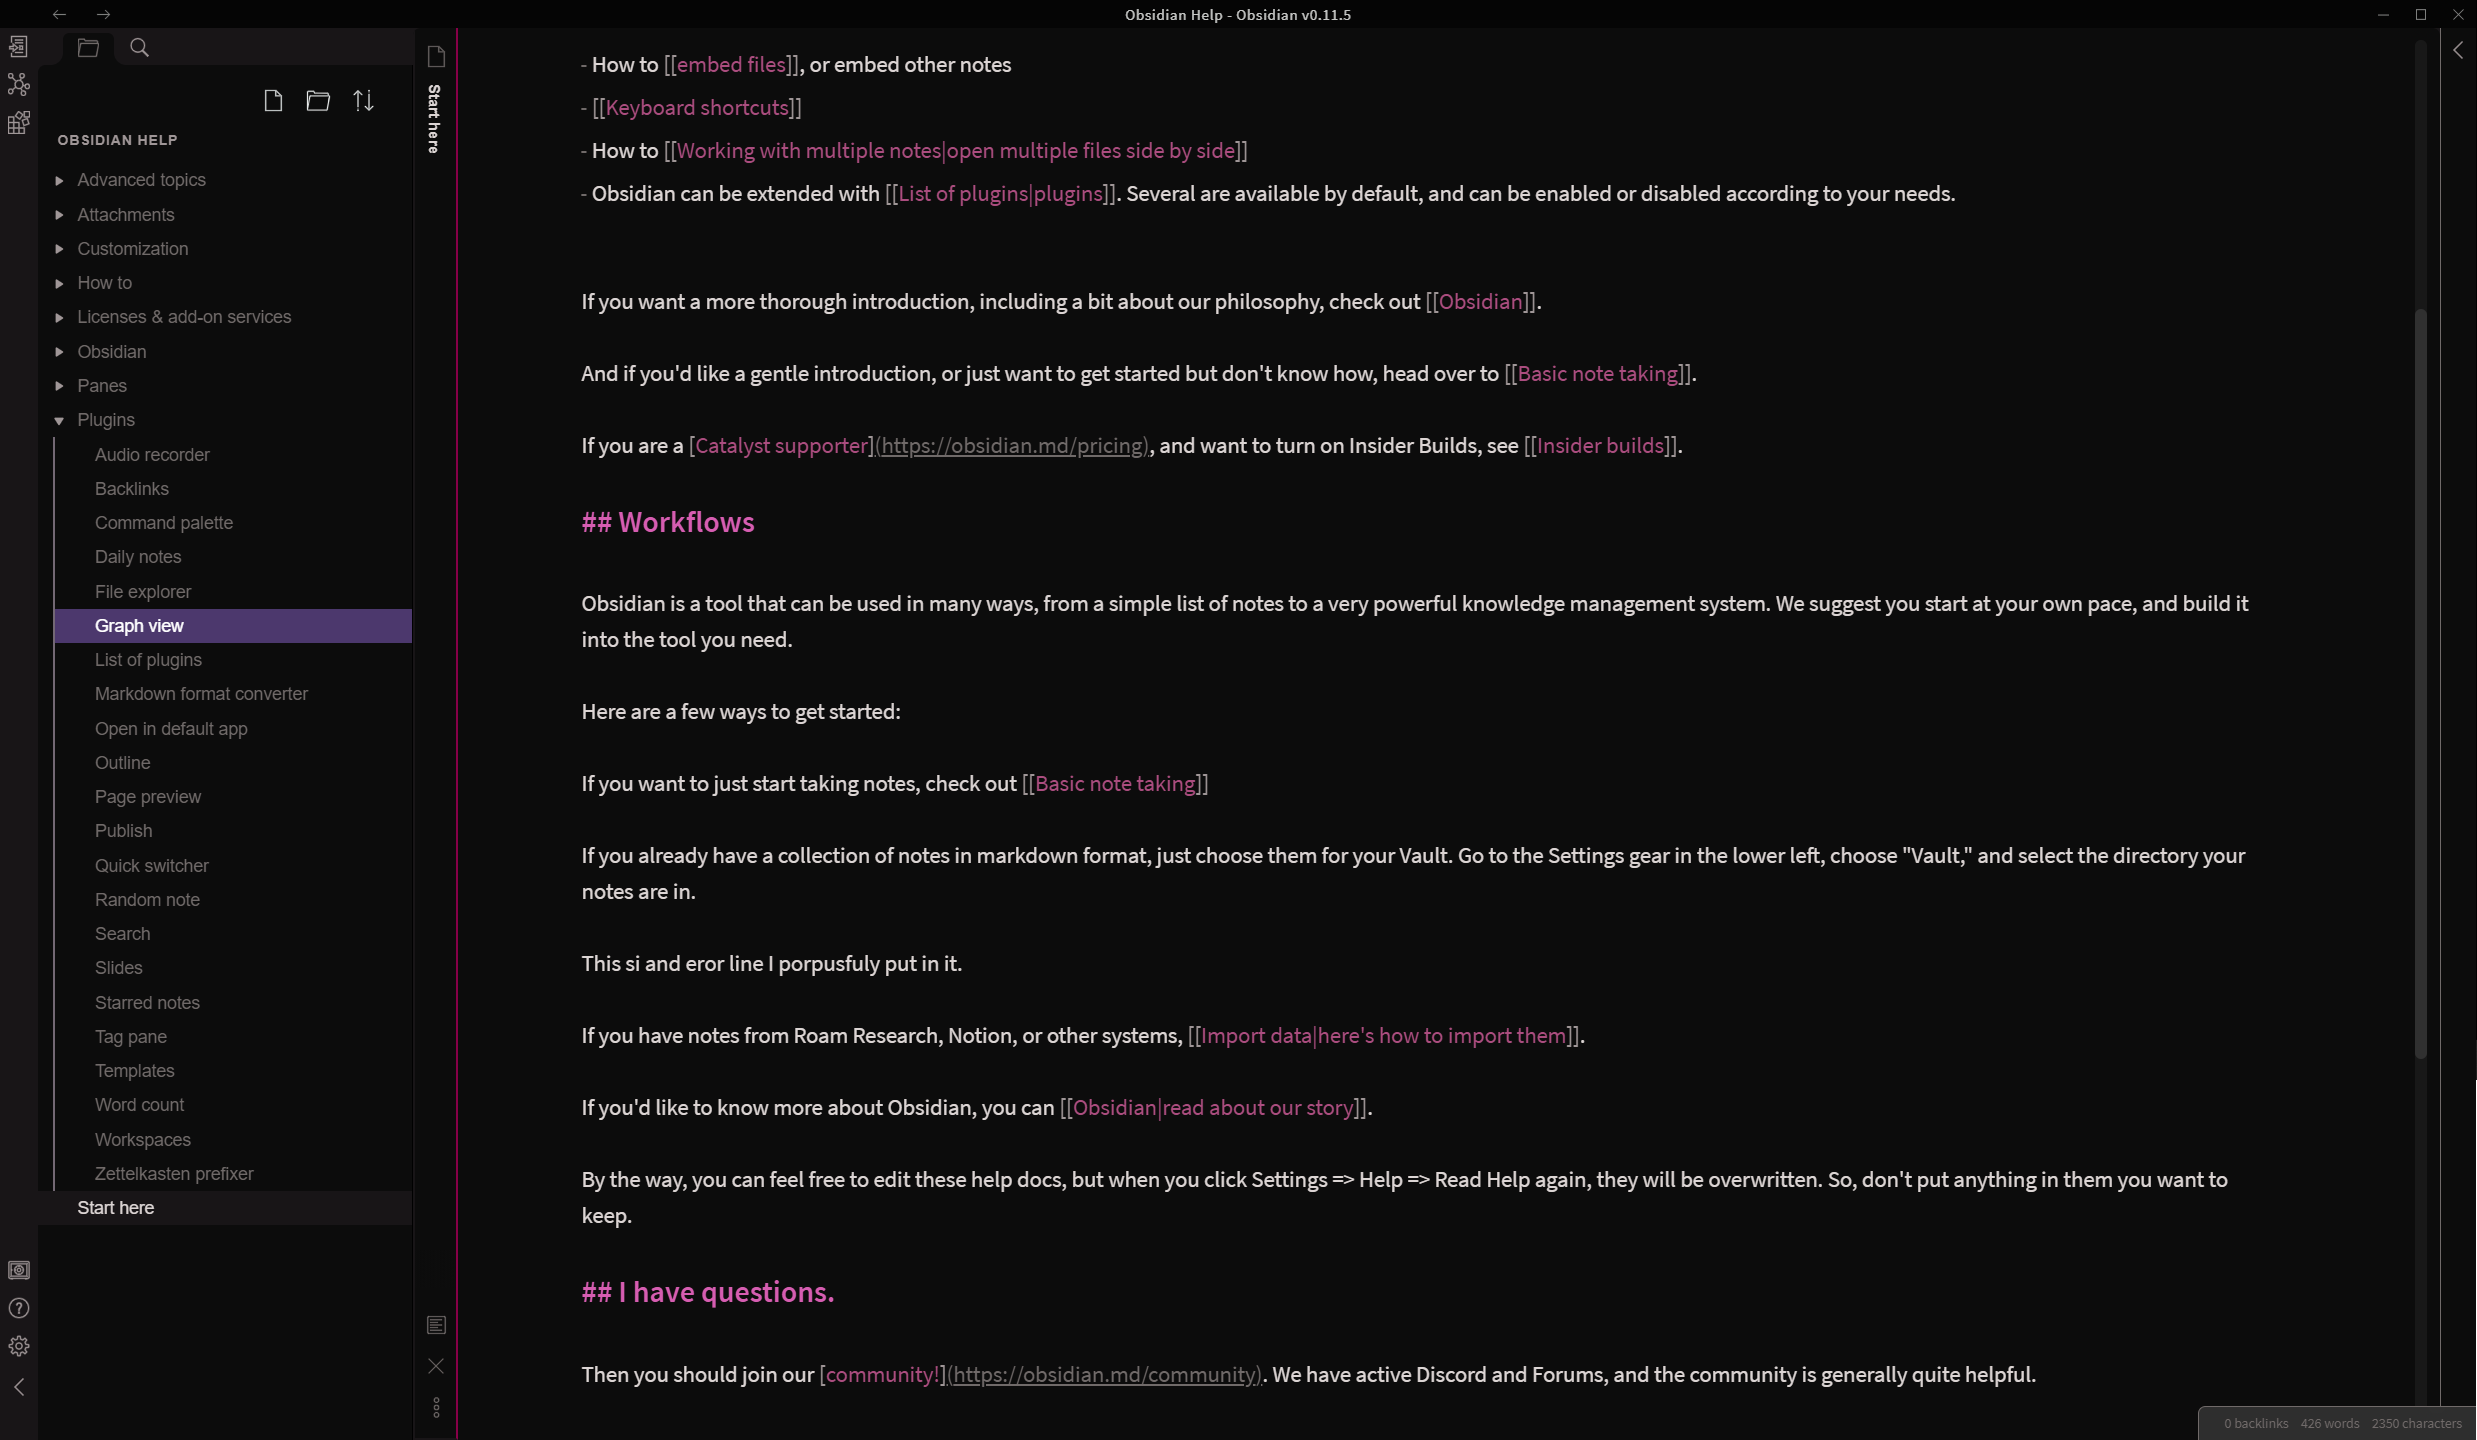 Obsidian Help - Obsidian v0.11.5
OBSIDIAN HELP
Advanced topics
Attachments
Customization
How to
Licenses & add-on services
Obsidian
Panes
Plugins
Audio recorder
Backlinks
Command palette
Daily notes
File explorer
Graph view
List of plugins
Markdown format converter
Open in default app
Outline
Page preview
Publish
Quick switcher
Random note
Search
Slides
Starred notes
Tag pane
Templates
Word count
Workspaces
Zettelkasten prefixer
Start here
Start here
- How to [[embed files]], or embed other notes
- [[Keyboard shortcuts]]
- How to [[Working with multiple notes|open multiple files side by side]]
- Obsidian can be extended with [[List of plugins|plugins]]. Several are available by default, and can be enabled or disabled according to your needs.
If you want a more thorough introduction, including a bit about our philosophy, check out [[Obsidian]].
And if you'd like a gentle introduction, or just want to get started but don't know how, head over to [[Basic note taking]].
If you are a [Catalyst supporter](https://obsidian.md/pricing), and want to turn on Insider Builds, see [[Insider builds]].
## Workflows
Obsidian is a tool that can be used in many ways, from a simple list of notes to a very powerful knowledge management system. We suggest you start at your own pace, and build it
into the tool you need.
Here are a few ways to get started:
If you want to just start taking notes, check out [[Basic note taking]]
If you already have a collection of notes in markdown format, just choose them for your Vault. Go to the Settings gear in the lower left, choose "Vault," and select the directory your
notes are in.
This si and eror line I porpusfuly put in it.
If you have notes from Roam Research, Notion, or other systems, [[Import data|here's how to import them]].
If you'd like to know more about Obsidian, you can [[Obsidian|read about our story]].
By the way, you can feel free to edit these help docs, but when you click Settings => Help => Read Help again, they will be overwritten. So, don't put anything in them you want to
keep.
## I have questions.
Then you should join our [community!](https://obsidian.md/community). We have active Discord and Forums, and the community is generally quite helpful.
0 backlinks 426 words 2350 characters